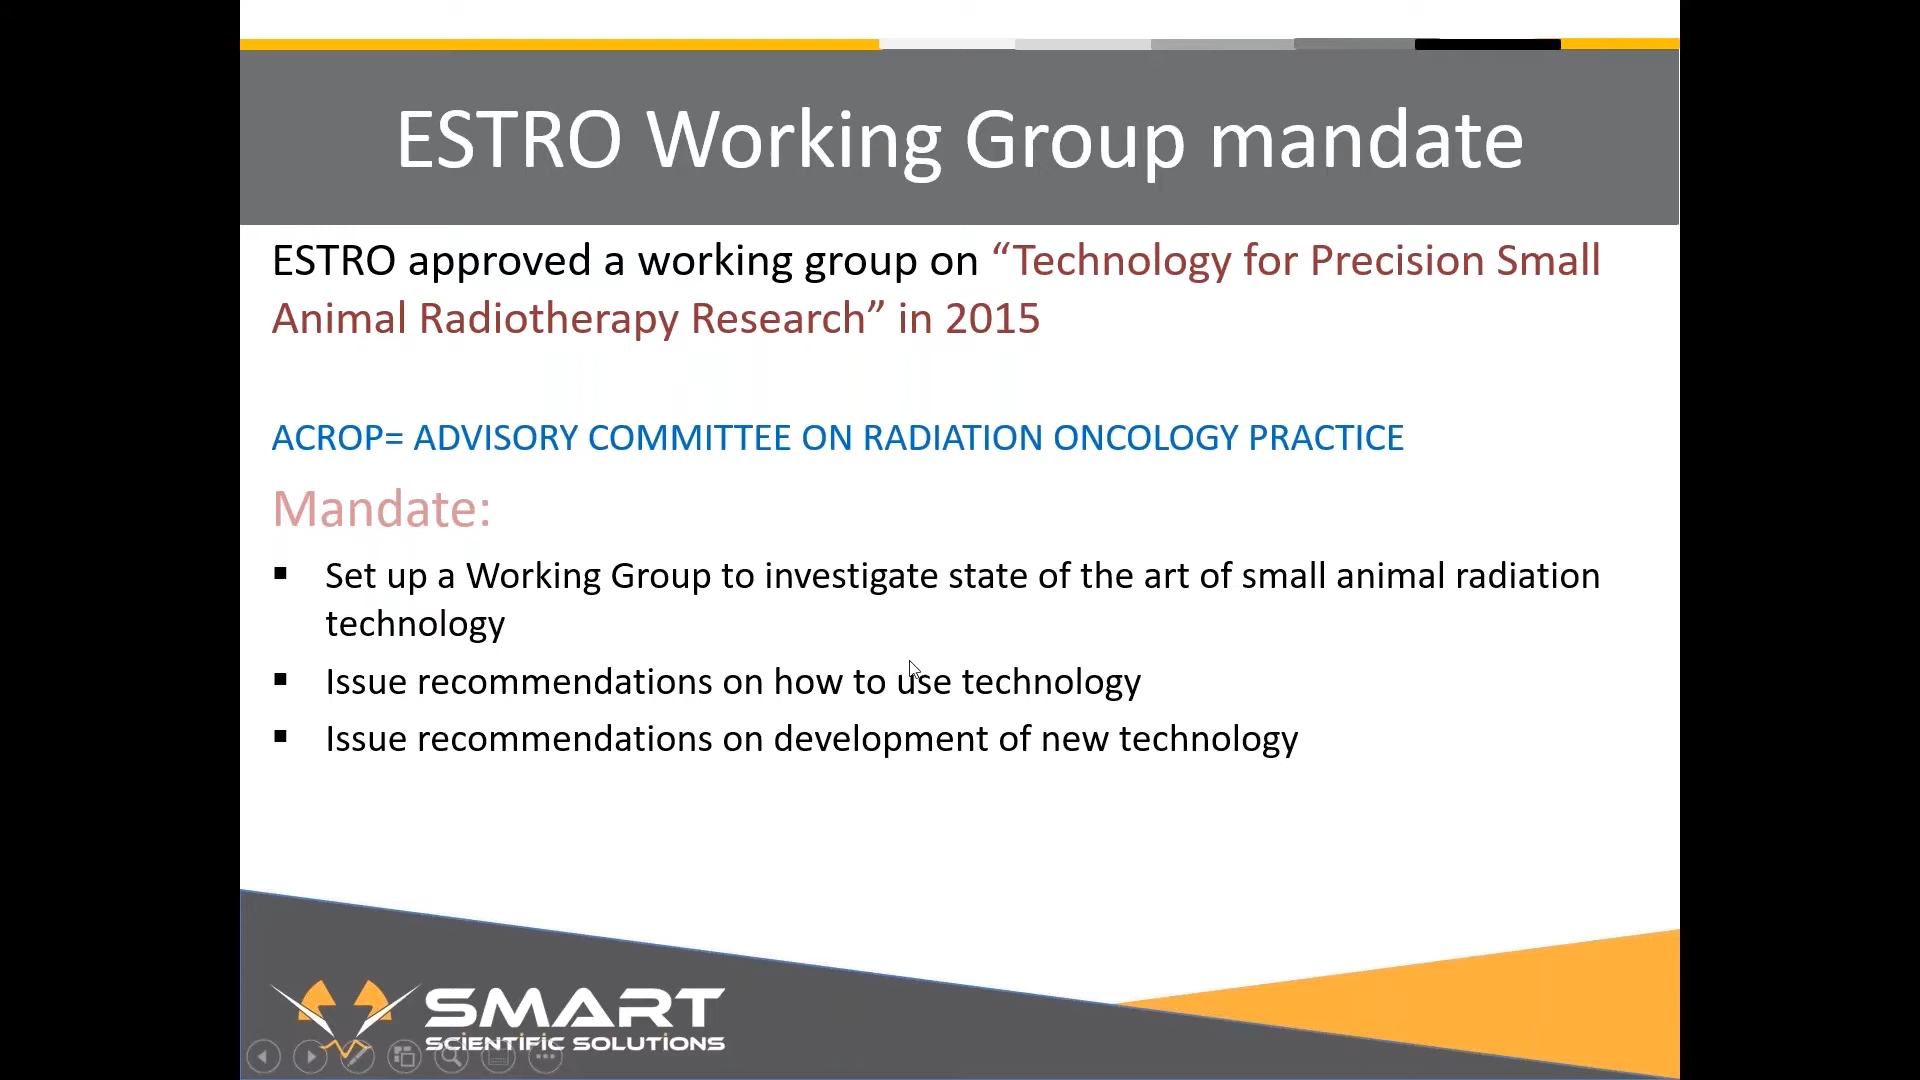 ESTRO Working Group mandate
ESTRO approved a working group on “Technology for Precision Small
Animal Radiotherapy Research” in 2015
ACROP= ADVISORY COMMITTEE ON RADIATION ONCOLOGY PRACTICE
Mandate:
▪ Set up a Working Group to investigate state of the art of small animal radiation
technology
▪ Issue recommendations on how to use technology
▪ Issue recommendations on development of new technology
SMART
SCIENTIFIC SOLUTIONS